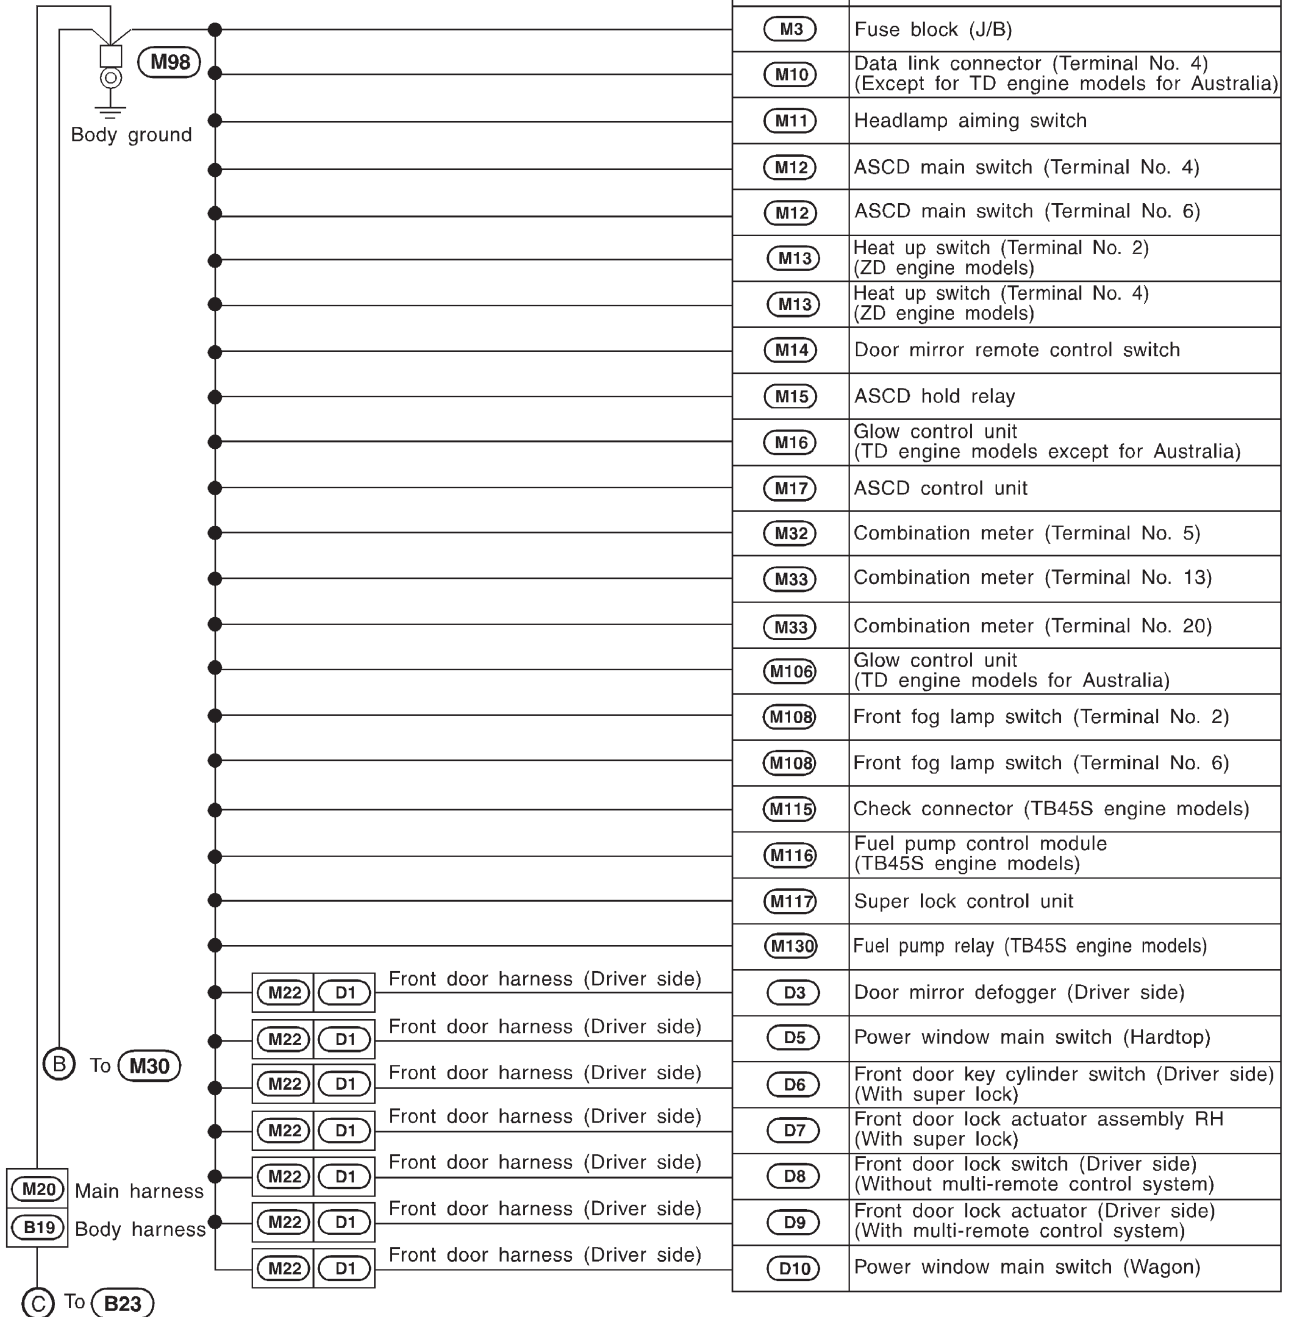 M98
Body ground
M3 Fuse block (J/B)
M10 Data link connector (Terminal No. 4)
(Except for TD engine models for Australia)
M11 Headlamp aiming switch
M12 ASCD main switch (Terminal No. 4)
M12 ASCD main switch (Terminal No. 6)
M13 Heat up switch (Terminal No. 2)
(ZD engine models)
M13 Heat up switch (Terminal No. 4)
(ZD engine models)
M14 Door mirror remote control switch
M15 ASCD hold relay
M16 Glow control unit
(TD engine models except for Australia)
M17 ASCD control unit
M32 Combination meter (Terminal No. 5)
M33 Combination meter (Terminal No. 13)
M33 Combination meter (Terminal No. 20)
M106 Glow control unit
(TD engine models for Australia)
M108 Front fog lamp switch (Terminal No. 2)
M108 Front fog lamp switch (Terminal No. 6)
M115 Check connector (TB45S engine models)
M116 Fuel pump control module
(TB45S engine models)
M117 Super lock control unit
M130 Fuel pump relay (TB45S engine models)
M22 D1 Front door harness (Driver side) D3 Door mirror defogger (Driver side)
M22 D1 Front door harness (Driver side) D5 Power window main switch (Hardtop)
B To M30
M22 D1 Front door harness (Driver side) D6 Front door key cylinder switch (Driver side)
(With super lock)
M22 D1 Front door harness (Driver side) D7 Front door lock actuator assembly RH
(With super lock)
M22 D1 Front door harness (Driver side) D8 Front door lock switch (Driver side)
(Without multi-remote control system)
M20 Main harness
M22 D1 Front door harness (Driver side) D9 Front door lock actuator (Driver side)
(With multi-remote control system)
B19 Body harness
M22 D1 Front door harness (Driver side) D10 Power window main switch (Wagon)
C To B23